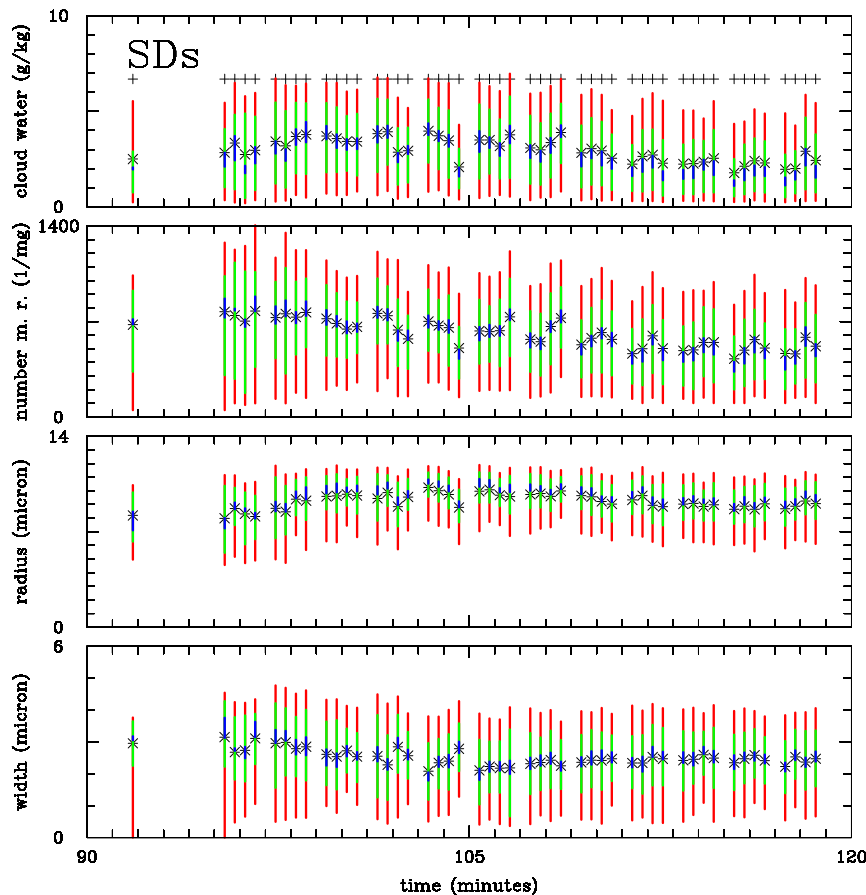 10
SDs
cloud water (g/kg)
0
1400
number m. r. (1/mg)
0
14
radius (micron)
0
6
width (micron)
0
90
105
120
time (minutes)